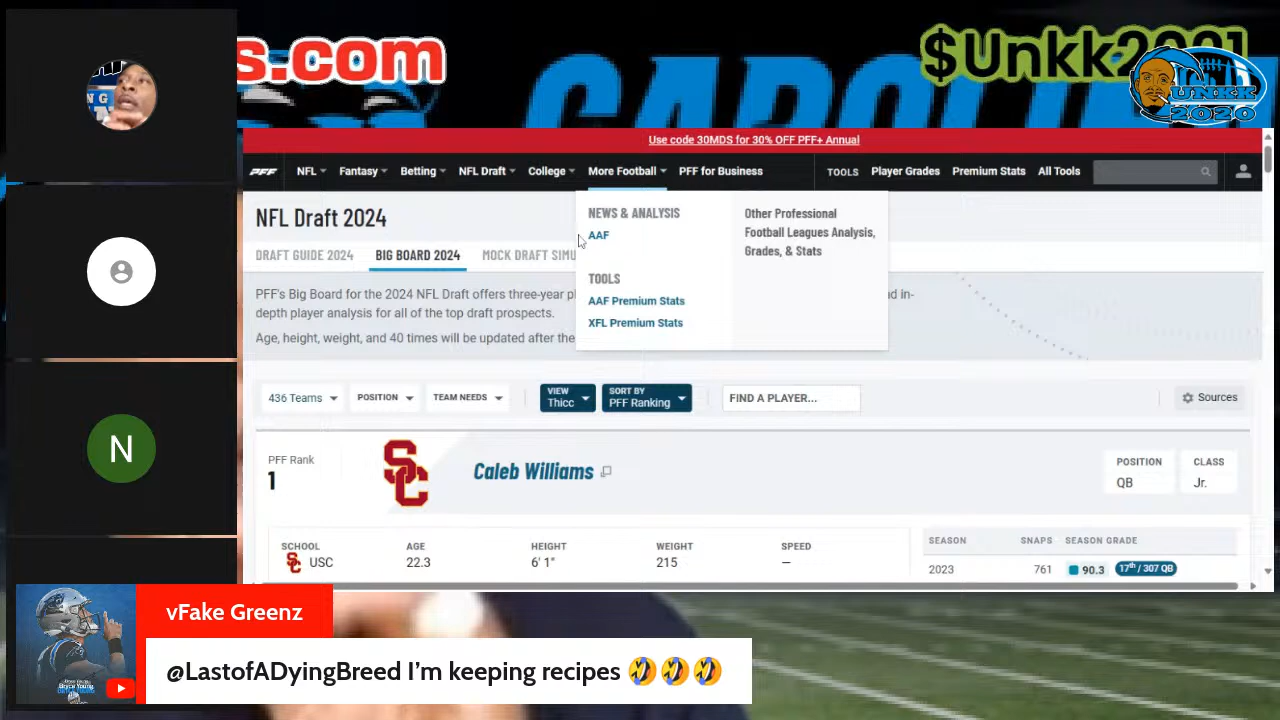 s.com
$Unkk2021
CAROLIN
UNKK
2020
Use code 30MDS for 30% OFF PFF+ Annual
PFF NFL Fantasy Betting NFL Draft College More Football PFF for Business TOOLS Player Grades Premium Stats All Tools
NFL Draft 2024
NEWS & ANALYSIS
AAF
Other Professional
Football Leagues Analysis,
Grades, & Stats
DRAFT GUIDE 2024 BIG BOARD 2024 MOCK DRAFT SIMU
TOOLS
AAF Premium Stats
XFL Premium Stats
PFF's Big Board for the 2024 NFL Draft offers three-year pl nd in-
depth player analysis for all of the top draft prospects.
Age, height, weight, and 40 times will be updated after the
436 Teams POSITION TEAM NEEDS VIEW Thicc SORT BY PFF Ranking FIND A PLAYER... Sources
PFF Rank
1
SC
Caleb Williams
POSITION
QB
CLASS
Jr.
SCHOOL AGE HEIGHT WEIGHT SPEED
USC 22.3 6' 1" 215 —
SEASON SNAPS SEASON GRADE
2023 761 90.3 17th / 307 QB
N
vFake Greenz
@LastofADyingBreed I'm keeping recipes 🤣🤣🤣